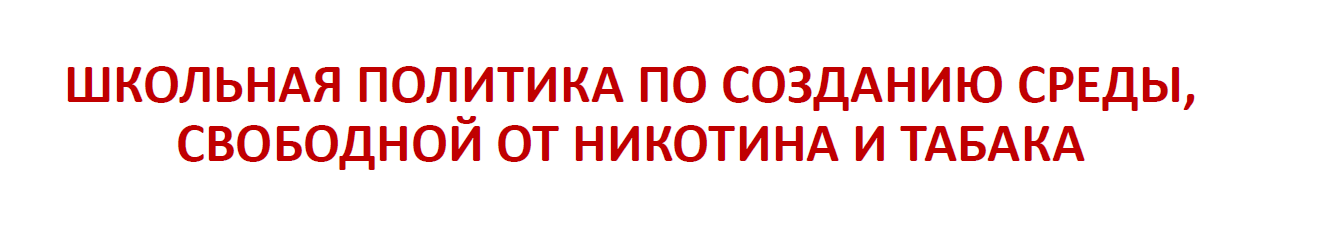 ШКОЛЬНАЯ ПОЛИТИКА ПО СОЗДАНИЮ СРЕДЫ,
СВОБОДНОЙ ОТ НИКОТИНА И ТАБАКА